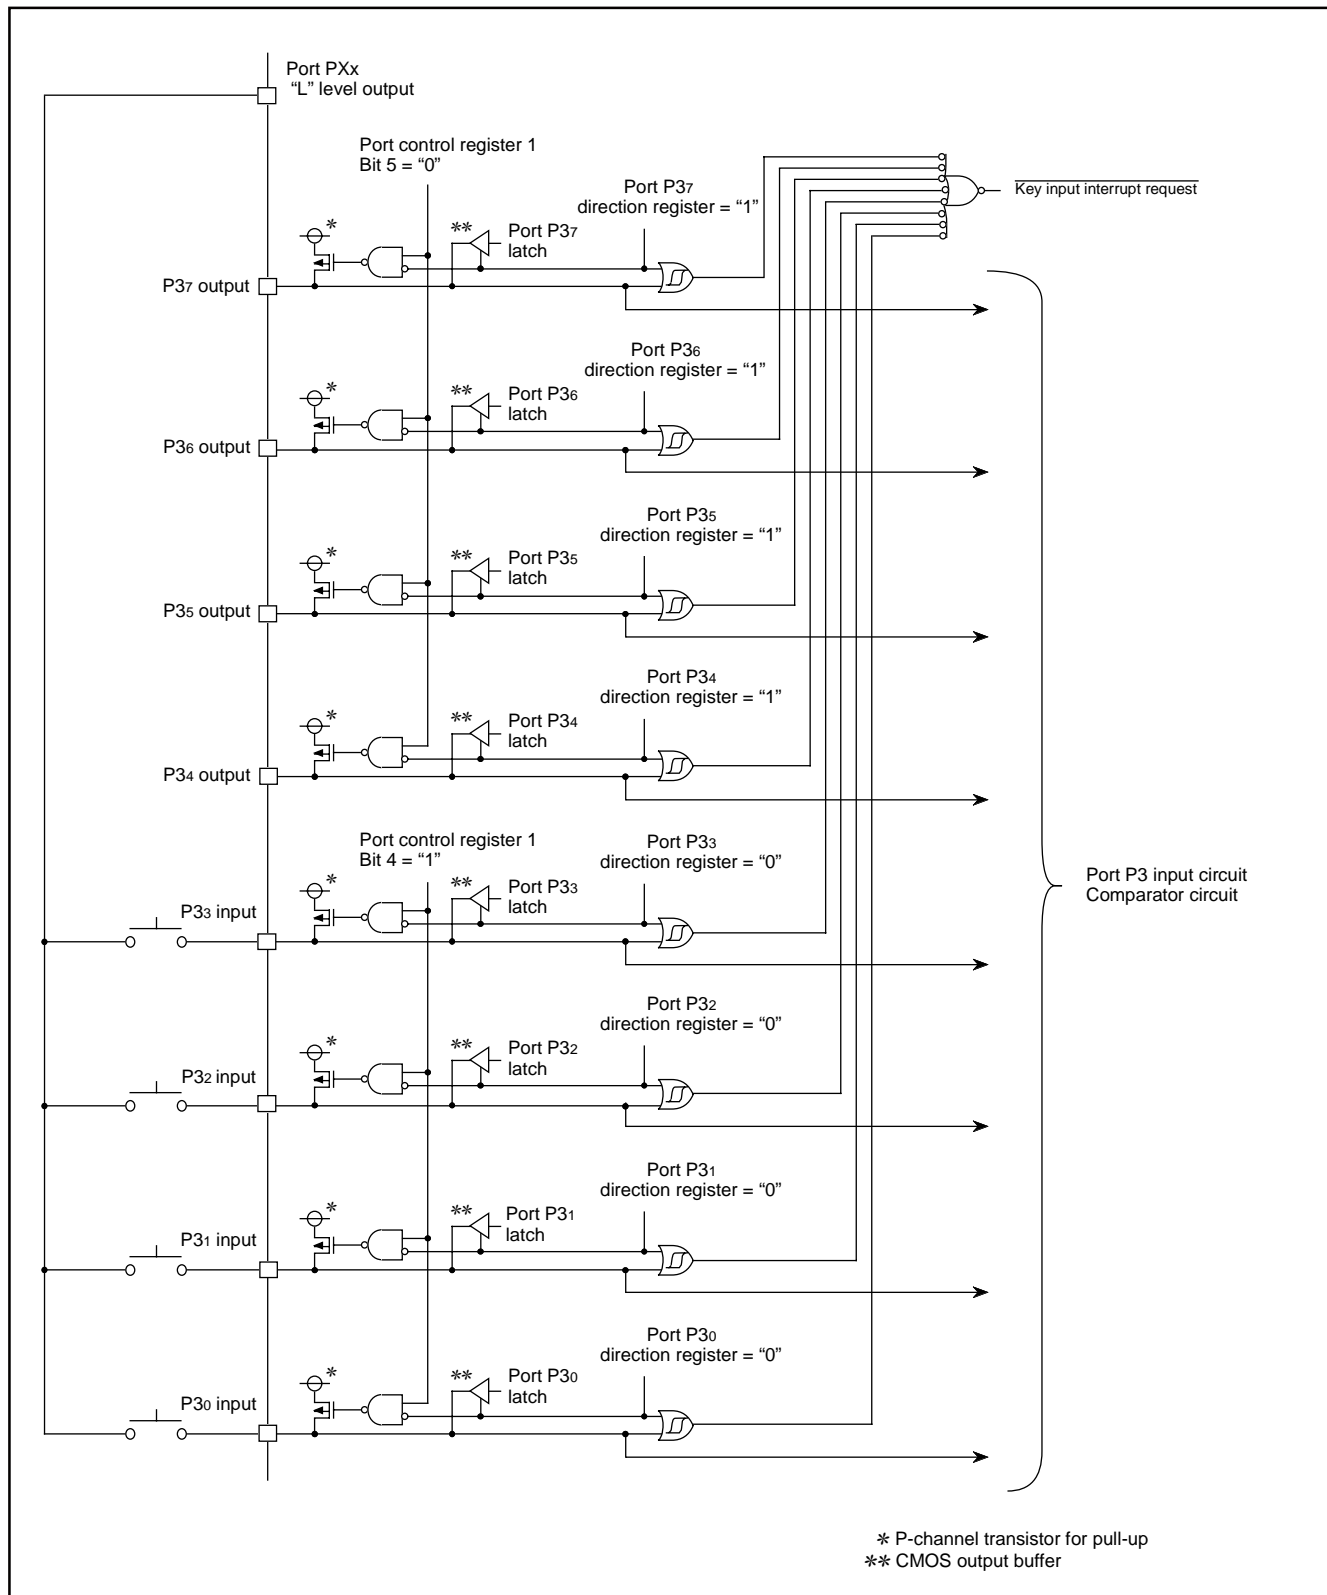 Port PXx
“L” level output
Port control register 1
Bit 5 = “0”
Port P37
direction register = “1”
Key input interrupt request
*
**
Port P37
latch
P37 output
Port P36
direction register = “1”
*
**
Port P36
latch
P36 output
Port P35
direction register = “1”
*
**
Port P35
latch
P35 output
Port P34
direction register = “1”
*
**
Port P34
latch
P34 output
Port control register 1
Bit 4 = “1”
Port P33
direction register = “0”
*
**
Port P33
latch
P33 input
Port P3 input circuit
Comparator circuit
Port P32
direction register = “0”
*
**
Port P32
latch
P32 input
Port P31
direction register = “0”
*
**
Port P31
latch
P31 input
Port P30
direction register = “0”
*
**
Port P30
latch
P30 input
* P-channel transistor for pull-up
** CMOS output buffer